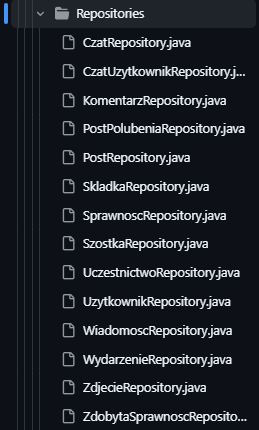 Repositories
CzatRepository.java
CzatUzytkownikRepository.j...
KomentarzRepository.java
PostPolubeniaRepository.java
PostRepository.java
SkladkaRepository.java
SprawnoscRepository.java
SzostkaRepository.java
UczestnictwoRepository.java
UzytkownikRepository.java
WiadomoscRepository.java
WydarzenieRepository.java
ZdjecieRepository.java
ZdobytaSprawnoscReposito...